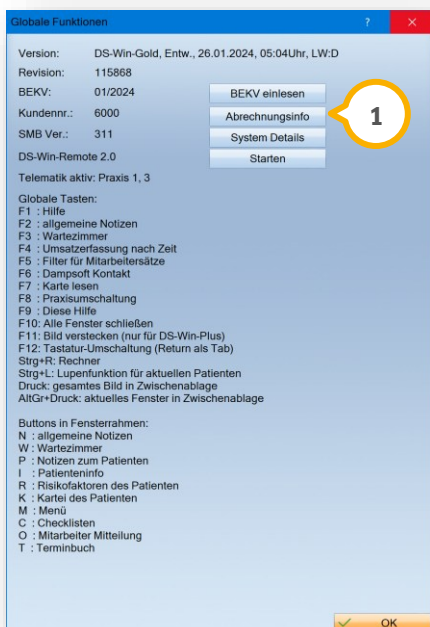 Globale Funktionen ? ×
Version: DS-Win-Gold, Entw., 26.01.2024, 05:04Uhr, LW:D
Revision: 115868
BEKV: 01/2024 BEKV einlesen
Kundennr.: 6000 Abrechnungsinfo 1
SMB Ver.: 311 System Details
DS-Win-Remote 2.0 Starten
Telematik aktiv: Praxis 1, 3
Globale Tasten:
F1 : Hilfe
F2 : allgemeine Notizen
F3 : Wartezimmer
F4 : Umsatzerfassung nach Zeit
F5 : Filter für Mitarbeitersätze
F6 : Dampsoft Kontakt
F7 : Karte lesen
F8 : Praxisumschaltung
F9 : Diese Hilfe
F10: Alle Fenster schließen
F11: Bild verstecken (nur für DS-Win-Plus)
F12: Tastatur-Umschaltung (Return als Tab)
Strg+R: Rechner
Strg+L: Lupenfunktion für aktuellen Patienten
Druck: gesamtes Bild in Zwischenablage
AltGr+Druck: aktuelles Fenster in Zwischenablage
Buttons in Fensterrahmen:
N : allgemeine Notizen
W : Wartezimmer
P : Notizen zum Patienten
I : Patienteninfo
R : Risikofaktoren des Patienten
K : Kartei des Patienten
M : Menü
C : Checklisten
O : Mitarbeiter Mitteilung
T : Terminbuch
OK